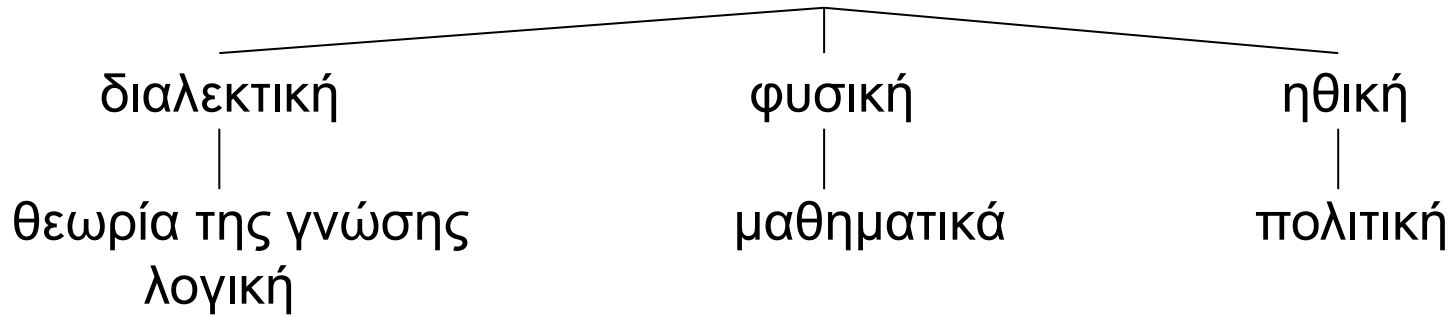 διαλεκτική φυσική ηθική
θεωρία της γνώσης μαθηματικά πολιτική
λογική